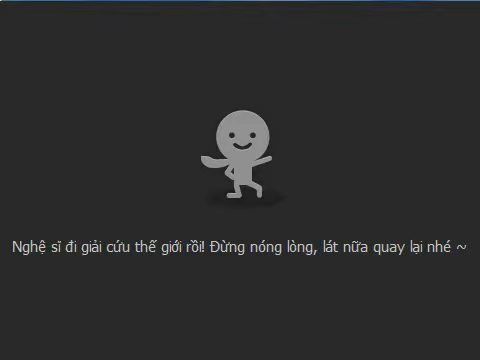 Nghệ sĩ đi giải cứu thế giới rồi! Đừng nóng lòng, lát nữa quay lại nhé ~